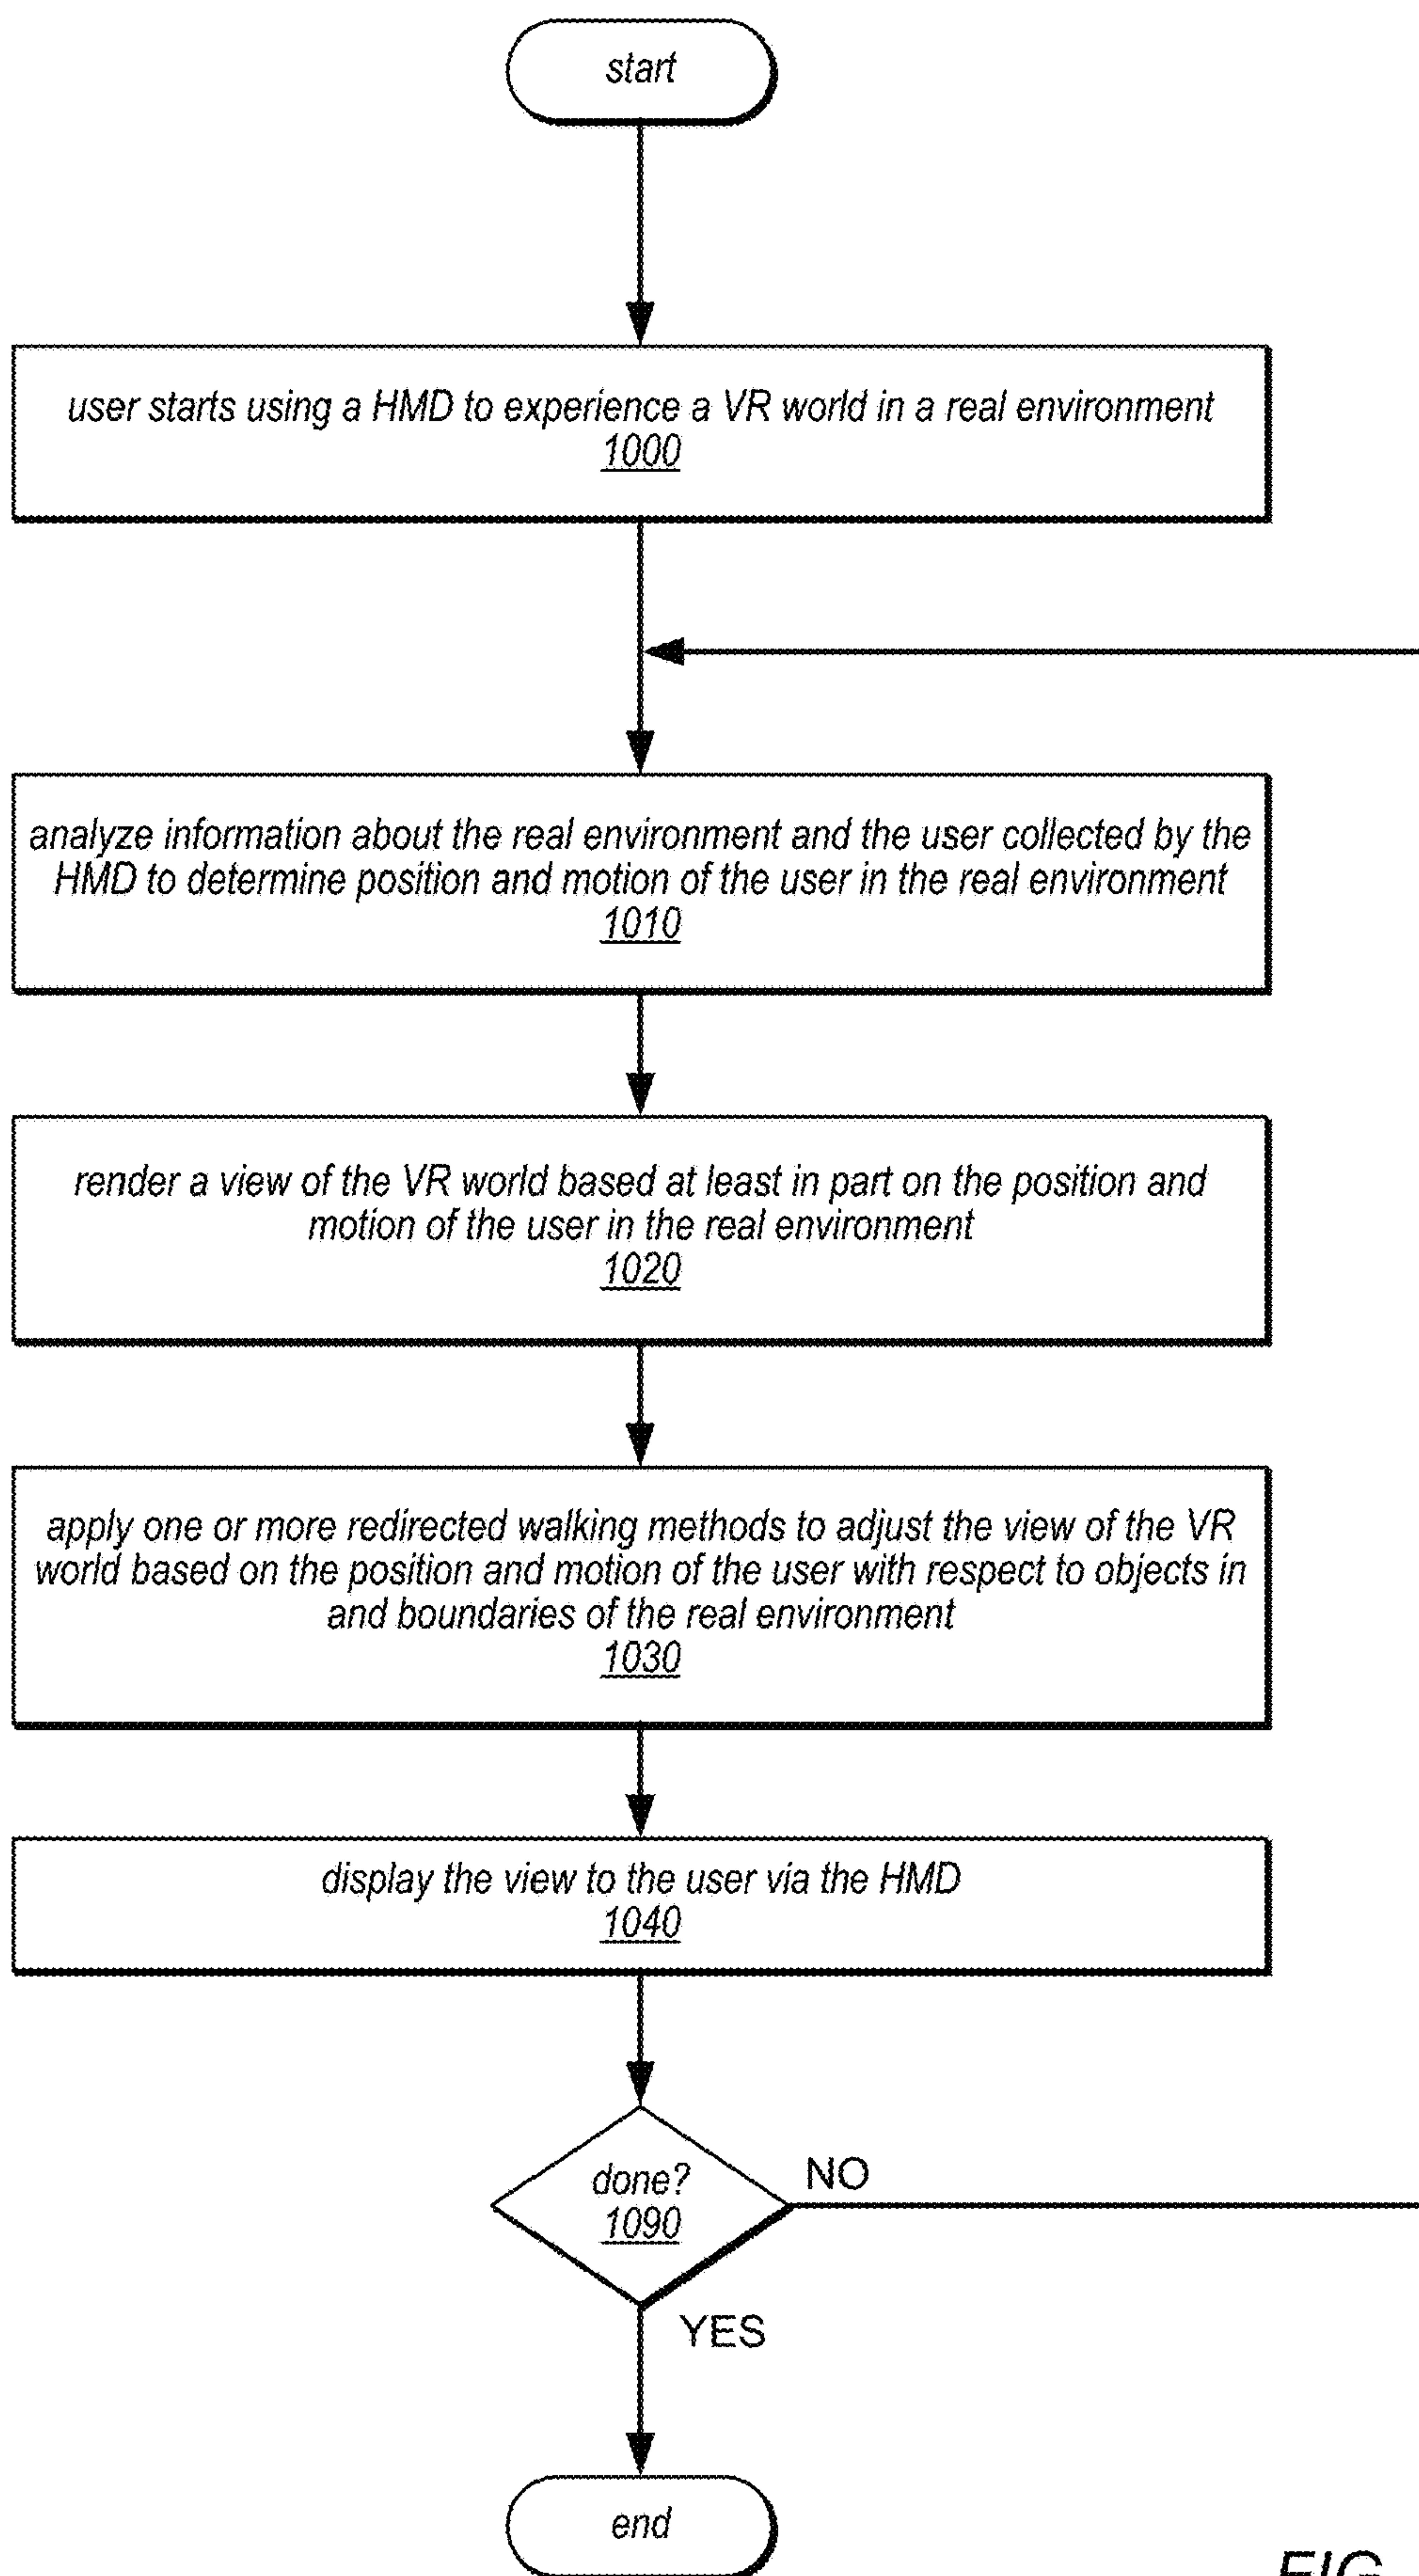 start
user starts using a HMD to experience a VR world in a real environment
1000
analyze information about the real environment and the user collected by the
HMD to determine position and motion of the user in the real environment
1010
render a view of the VR world based at least in part on the position and
motion of the user in the real environment
1020
apply one or more redirected walking methods to adjust the view of the VR
world based on the position and motion of the user with respect to objects in
and boundaries of the real environment
1030
display the view to the user via the HMD
1040
done?
1090
NO
YES
end
FIG